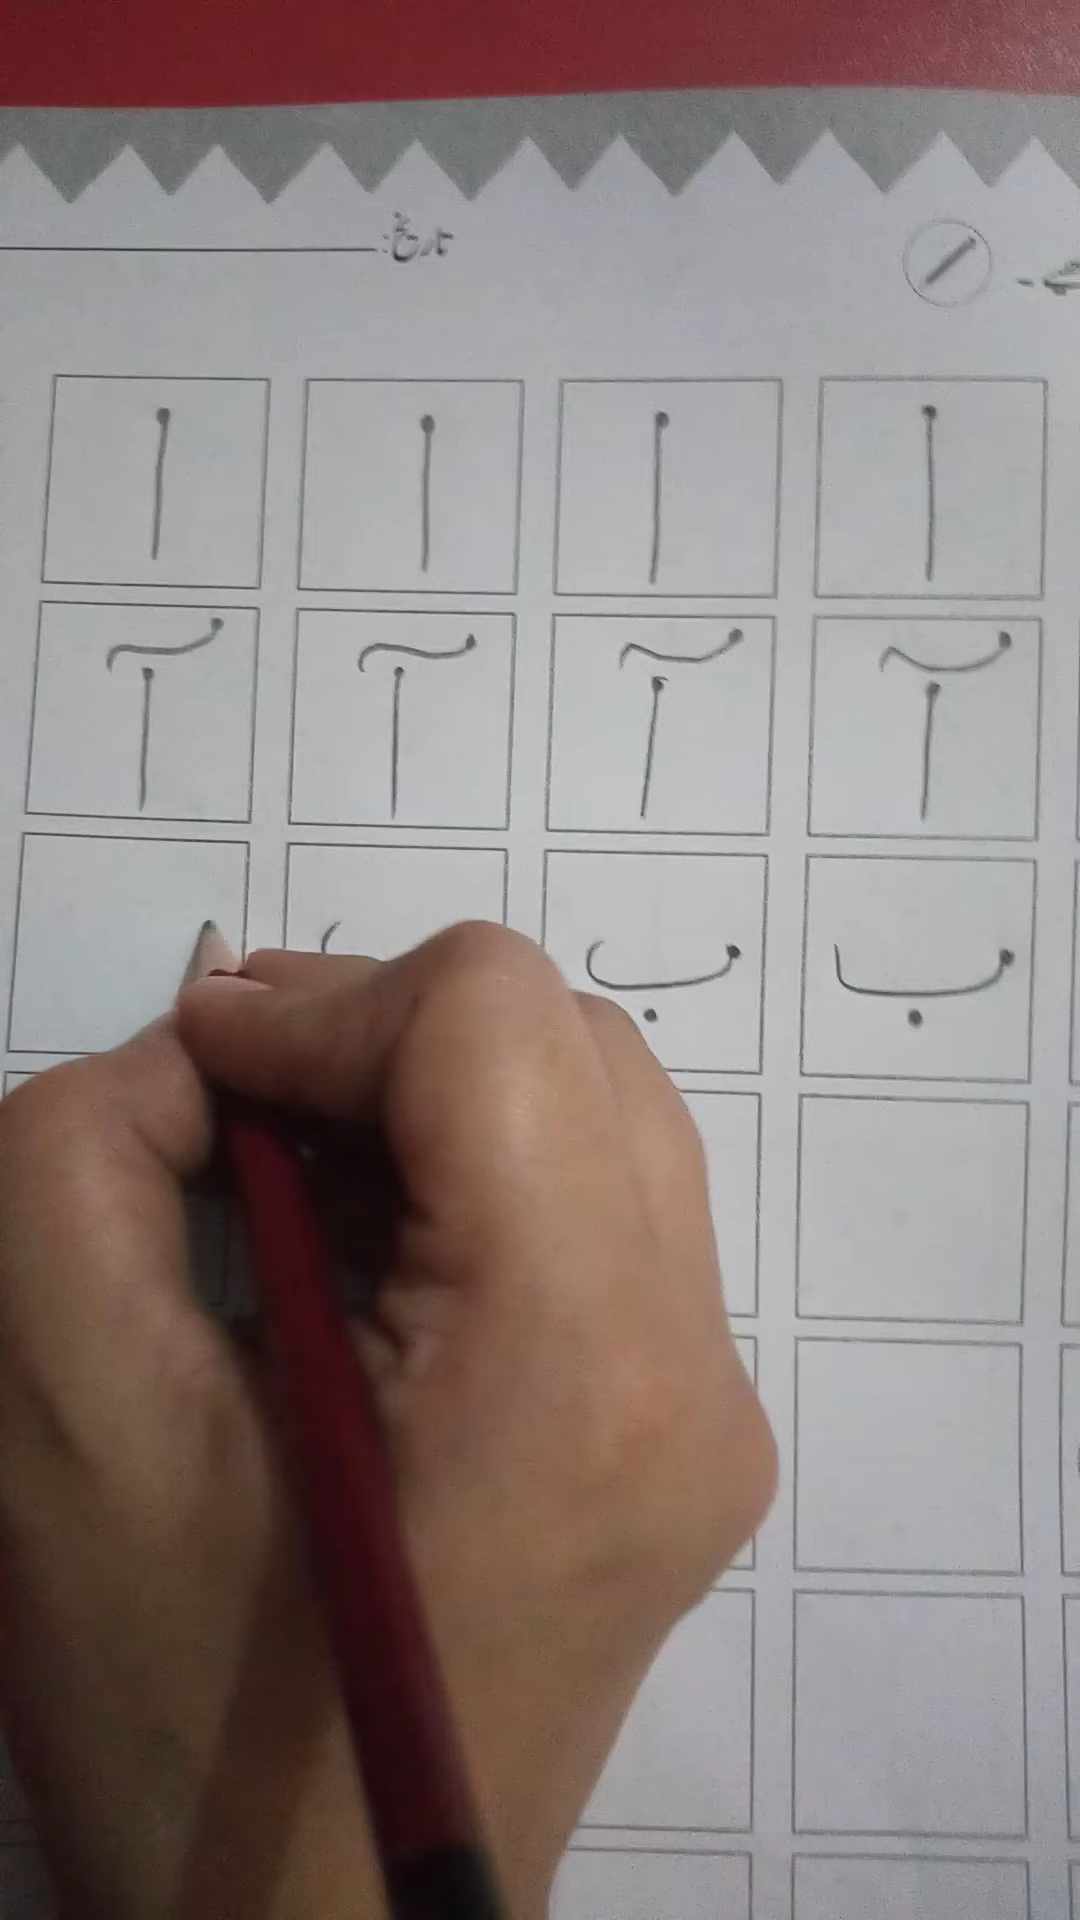 تاریخ:
ا ا ا ا
آ آ آ آ
ب ب